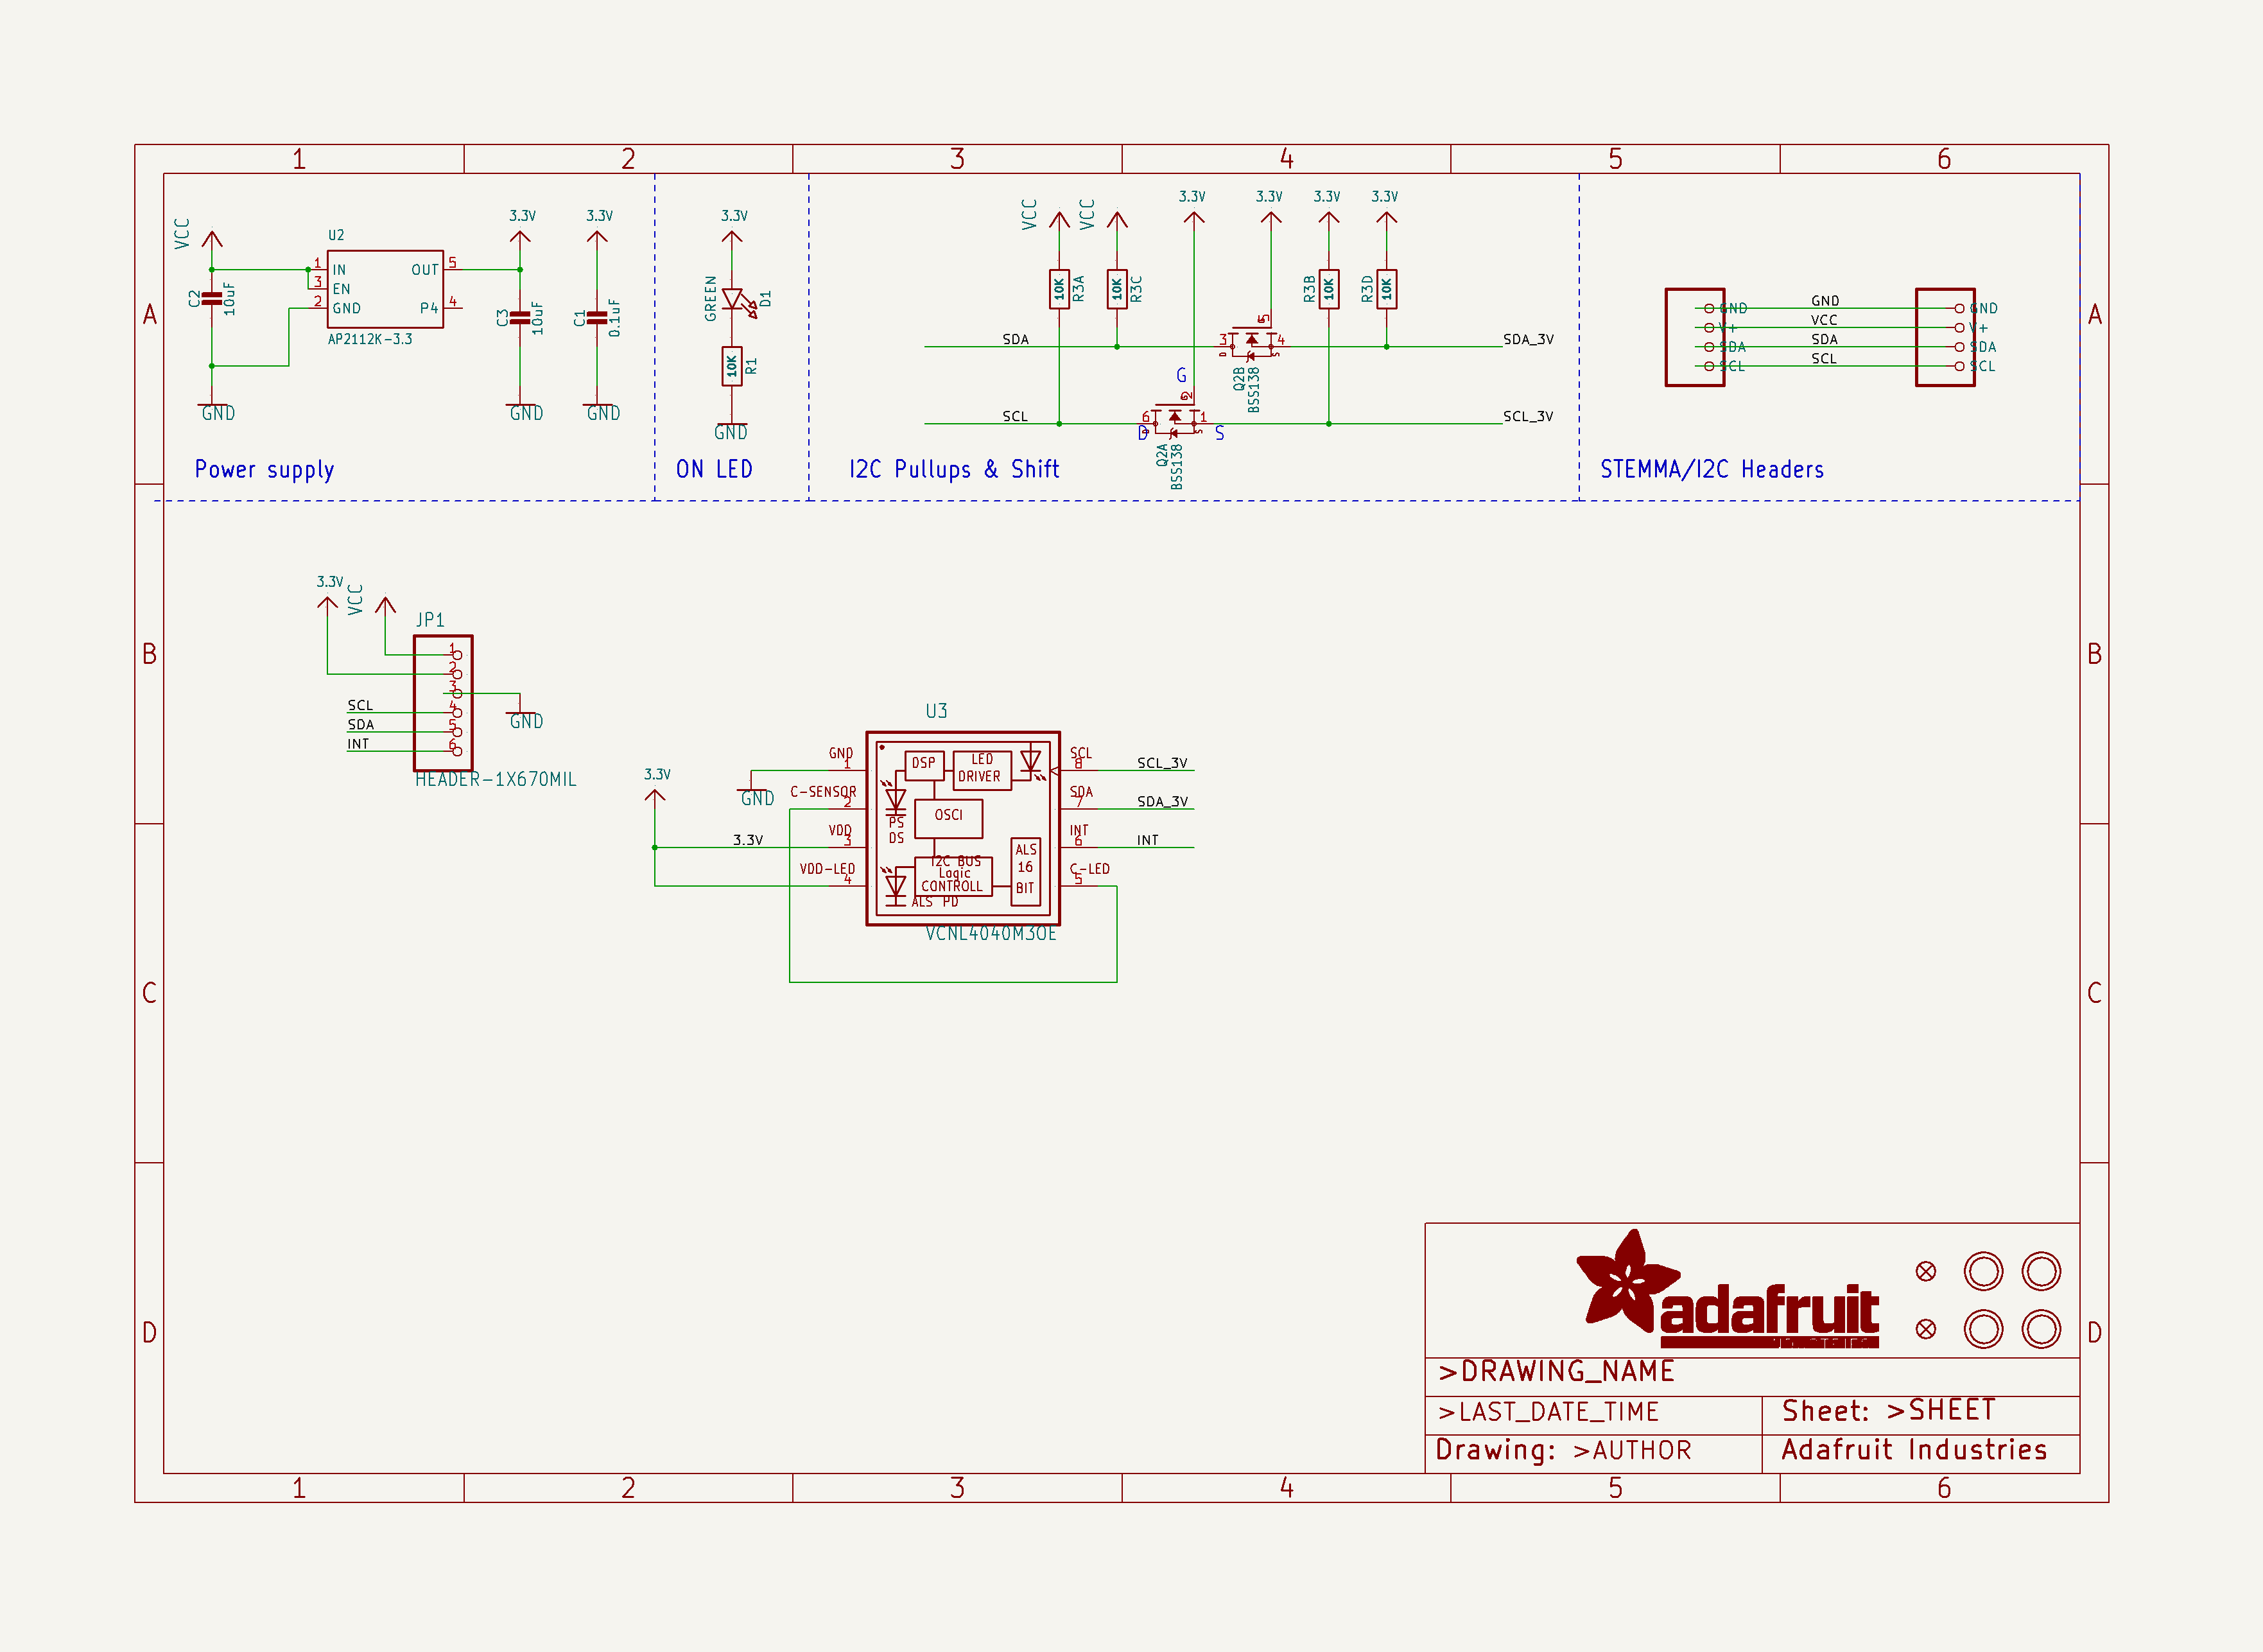 1 2 3 4 5 6
A A
B B
C C
D D
VCC
C2
10uF
GND
U2
1 IN OUT 5
3 EN
2 GND P4 4
AP2112K-3.3
3.3V
C3
10uF
GND
3.3V
C1
0.1uF
GND
Power supply
3.3V
GREEN
D1
10K
R1
GND
ON LED
VCC
VCC
3.3V
3.3V
3.3V
3.3V
10K
R3A
10K
R3C
R3B
10K
R3D
10K
SDA
3
D
5
G
4
S
SDA_3V
Q2B
BSS138
G
2
G
SCL
6
D
D
1
S
S
SCL_3V
Q2A
BSS138
I2C Pullups & Shift
GND GND GND
V+ VCC V+
SDA SDA SDA
SCL SCL SCL
STEMMA/I2C Headers
3.3V
VCC
JP1
1
2
3
SCL 4
SDA 5
INT 6
GND
HEADER-1X670MIL
U3
3.3V
GND
GND
1
C-SENSOR
2
3.3V
VDD
3
VDD-LED
4
DSP
LED
DRIVER
PS
DS
OSCI
I2C BUS
Logic
CONTROLL
ALS PD
ALS
16
BIT
SCL
8
SCL_3V
SDA
7
SDA_3V
INT
6
INT
C-LED
5
VCNL4040M3OE
adafruit
>DRAWING_NAME
>LAST_DATE_TIME
Sheet: >SHEET
Drawing: >AUTHOR
Adafruit Industries
1 2 3 4 5 6